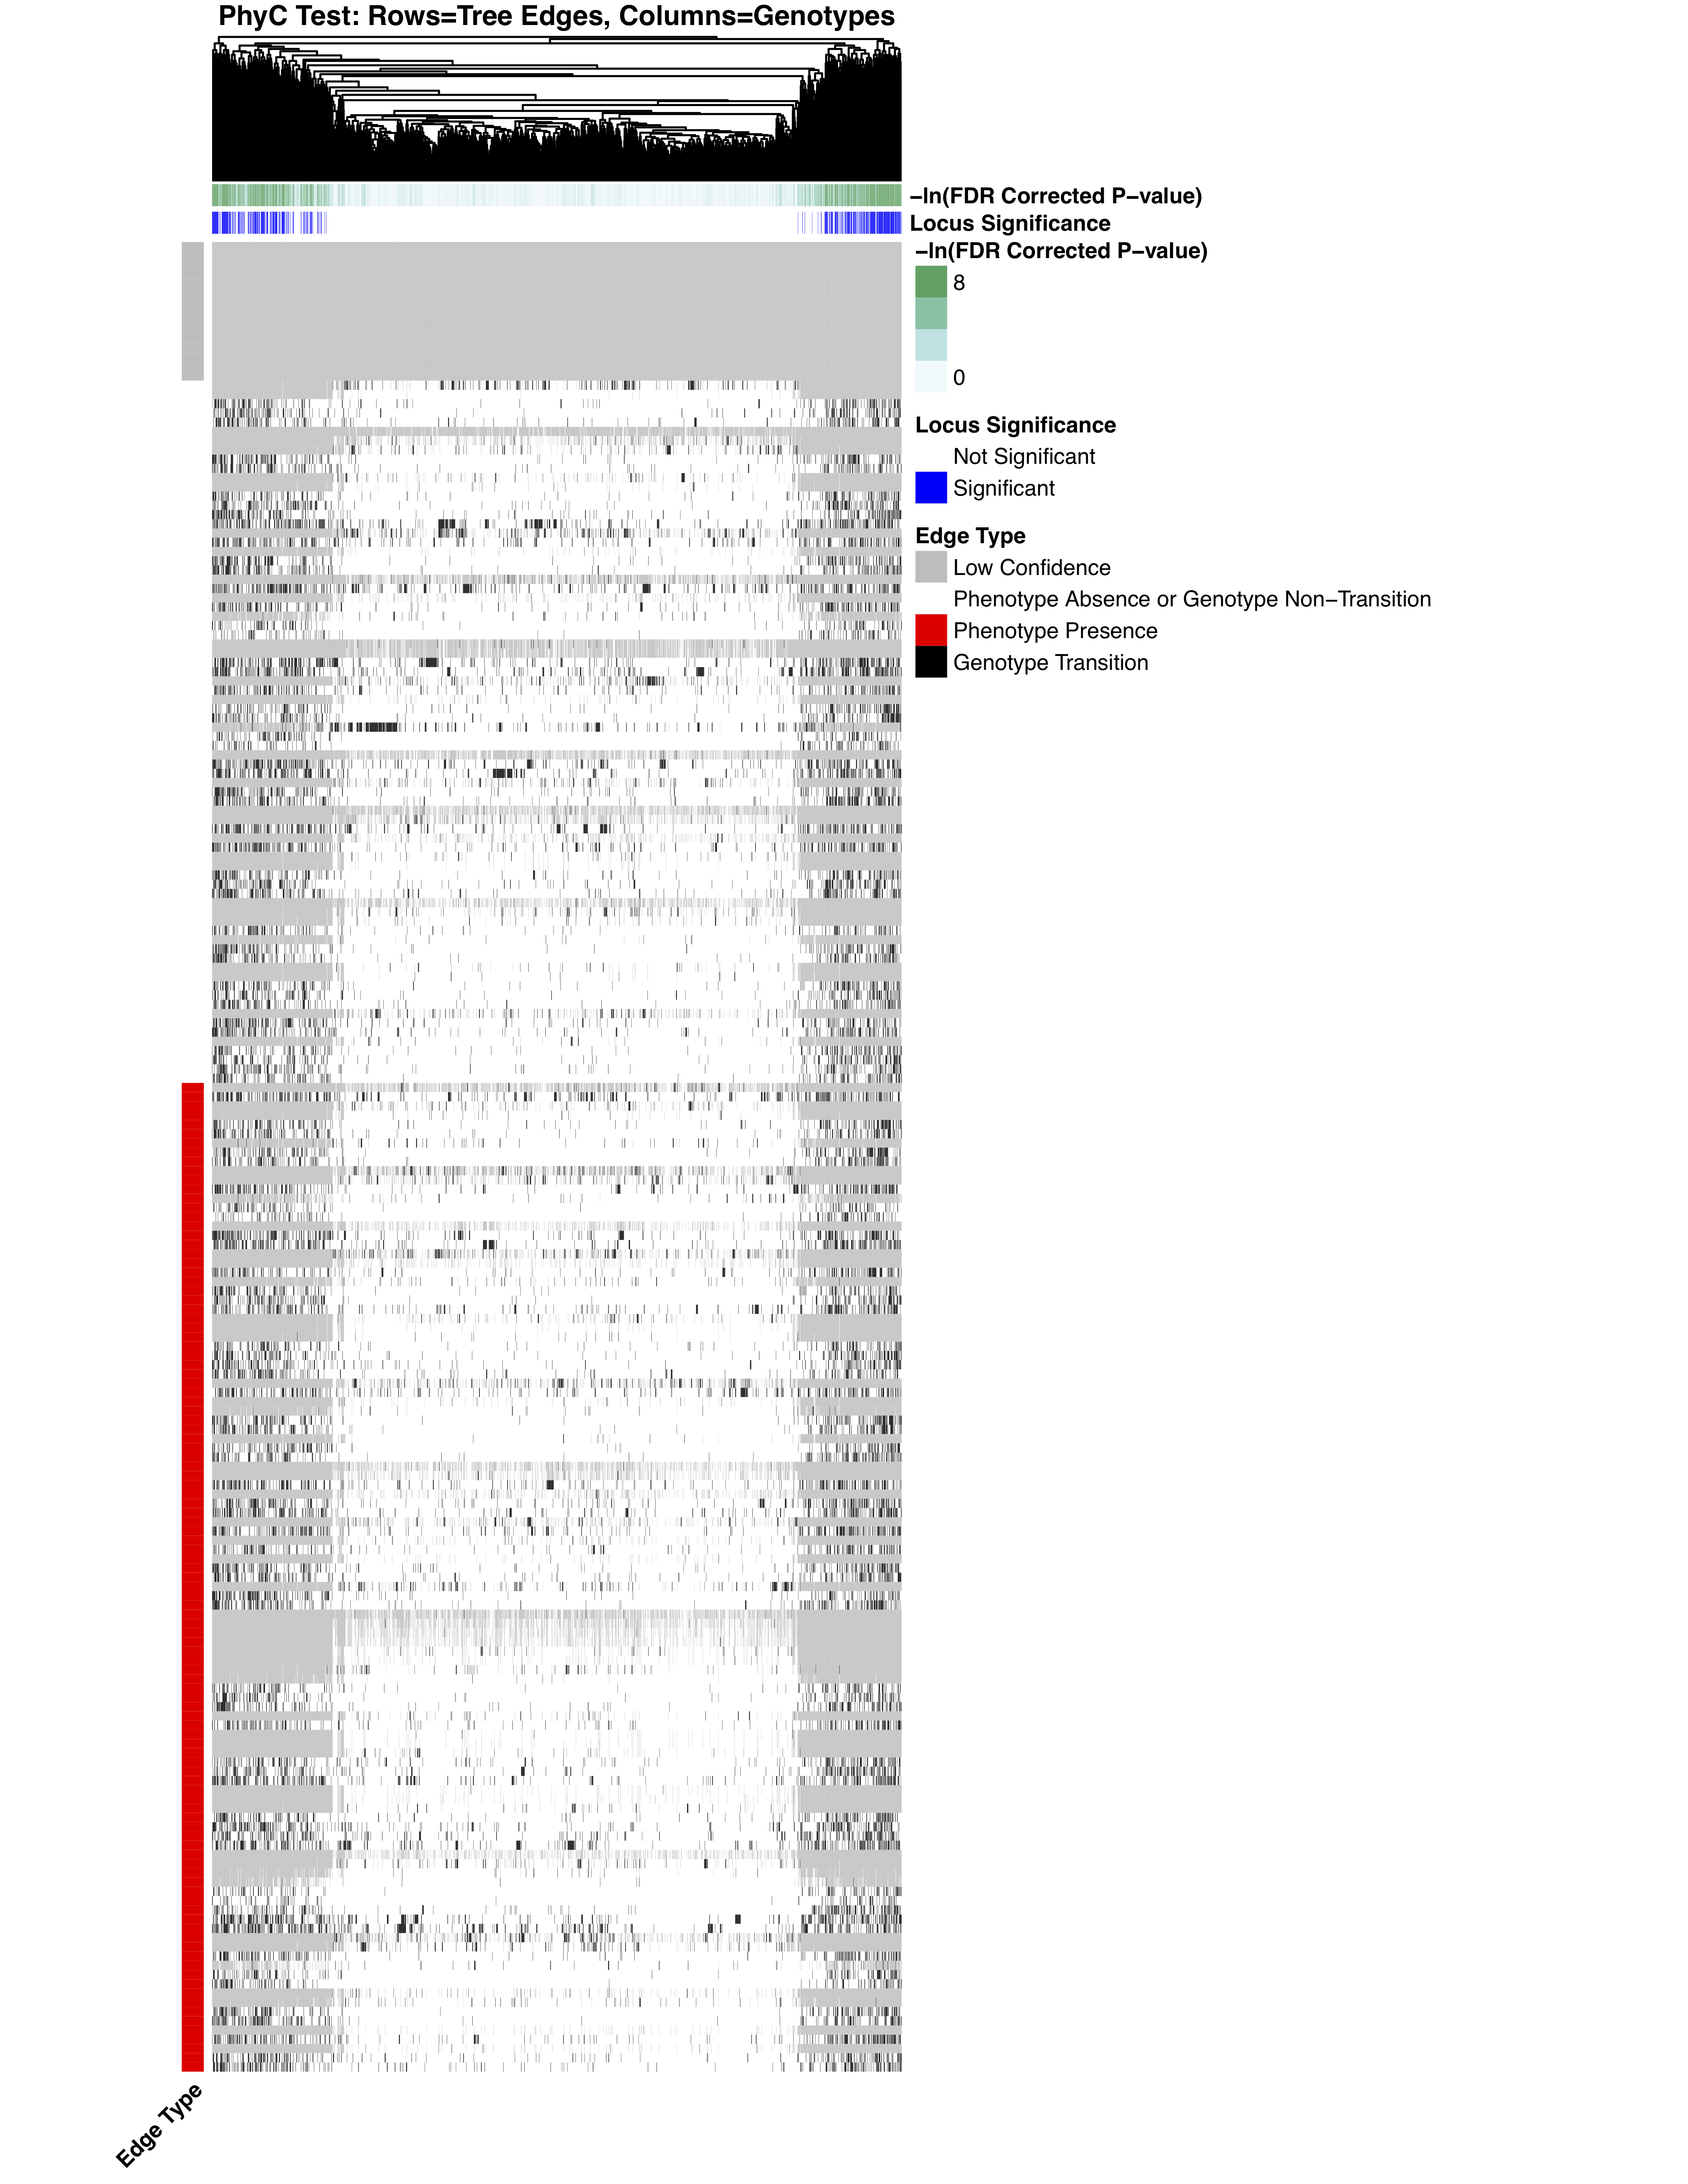 PhyC Test: Rows=Tree Edges, Columns=Genotypes
−ln(FDR Corrected P−value)
Locus Significance
−ln(FDR Corrected P−value)
8
0
Locus Significance
Not Significant
Significant
Edge Type
Low Confidence
Phenotype Absence or Genotype Non−Transition
Phenotype Presence
Genotype Transition
Edge Type